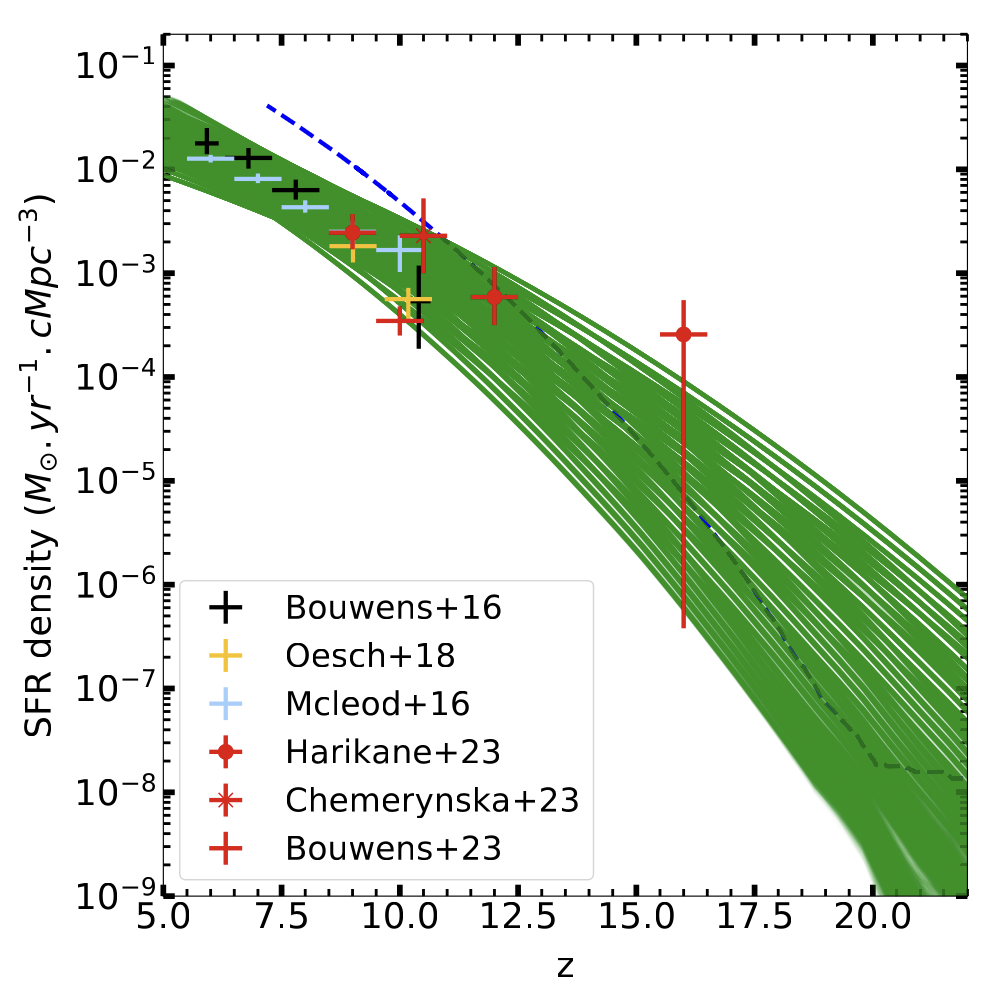 SFR density (M⊙. yr⁻¹. cMpc⁻³)
10⁻¹
10⁻²
10⁻³
10⁻⁴
10⁻⁵
10⁻⁶
10⁻⁷
10⁻⁸
10⁻⁹
Bouwens+16
Oesch+18
Mcleod+16
Harikane+23
Chemerynska+23
Bouwens+23
5.0 7.5 10.0 12.5 15.0 17.5 20.0
z